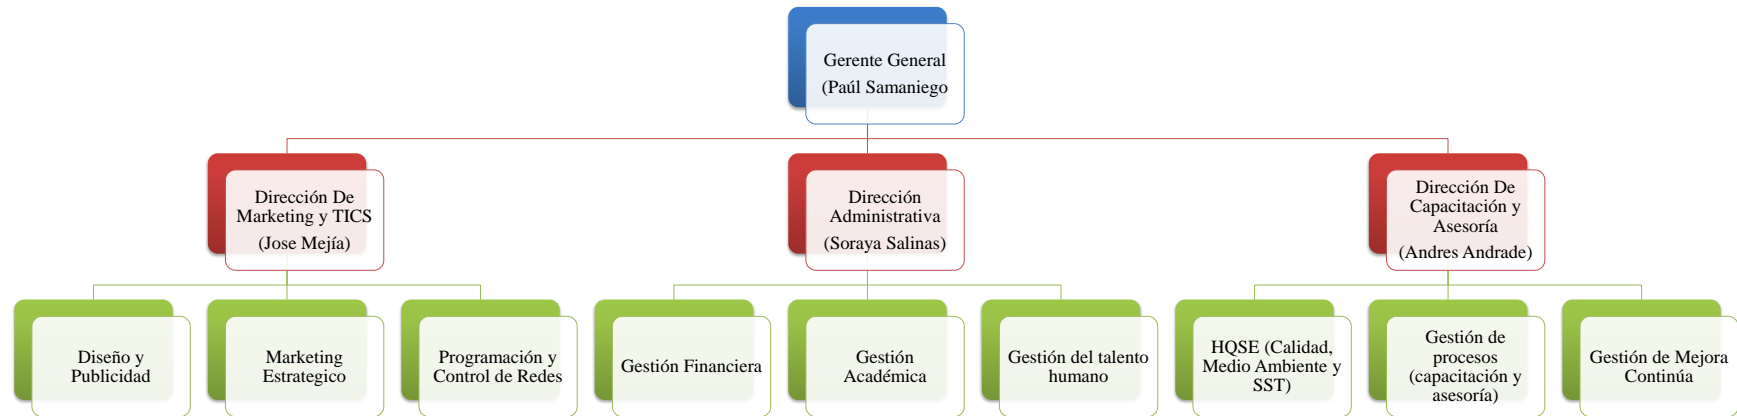 Gerente General
(Paúl Samaniego
Dirección De
Marketing y TICS
(Jose Mejía)
Dirección
Administrativa
(Soraya Salinas)
Dirección De
Capacitación y
Asesoría
(Andres Andrade)
Diseño y
Publicidad
Marketing
Estrategico
Programación y
Control de Redes
Gestión Financiera
Gestión
Académica
Gestión del talento
humano
HQSE (Calidad,
Medio Ambiente y
SST)
Gestión de
procesos
(capacitación y
asesoría)
Gestión de Mejora
Continúa